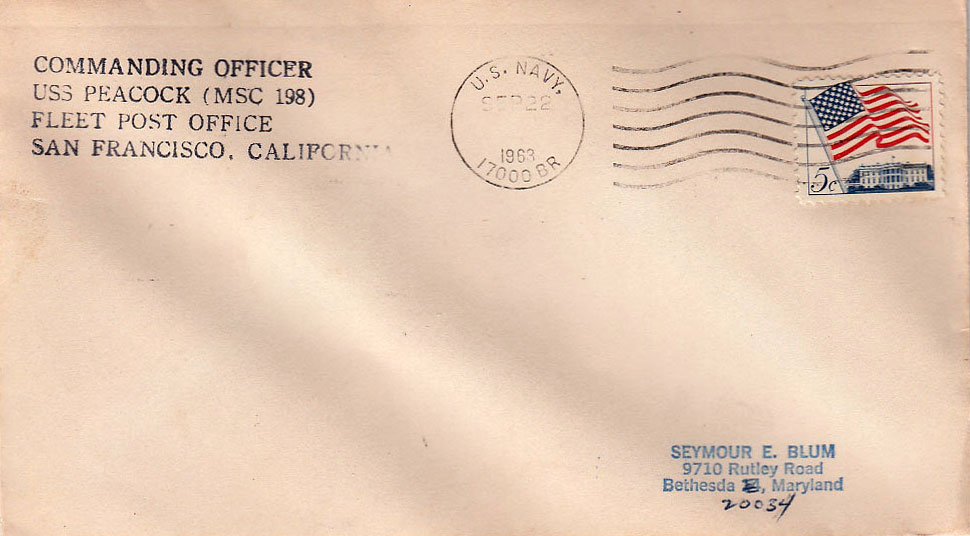 COMMANDING OFFICER
USS PEACOCK (MSC 198)
FLEET POST OFFICE
SAN FRANCISCO, CALIFORNIA
U.S. NAVY,
SEP 22
1963
17000 BR
5c
SEYMOUR E. BLUM
9710 Rutley Road
Bethesda 14, Maryland
20034